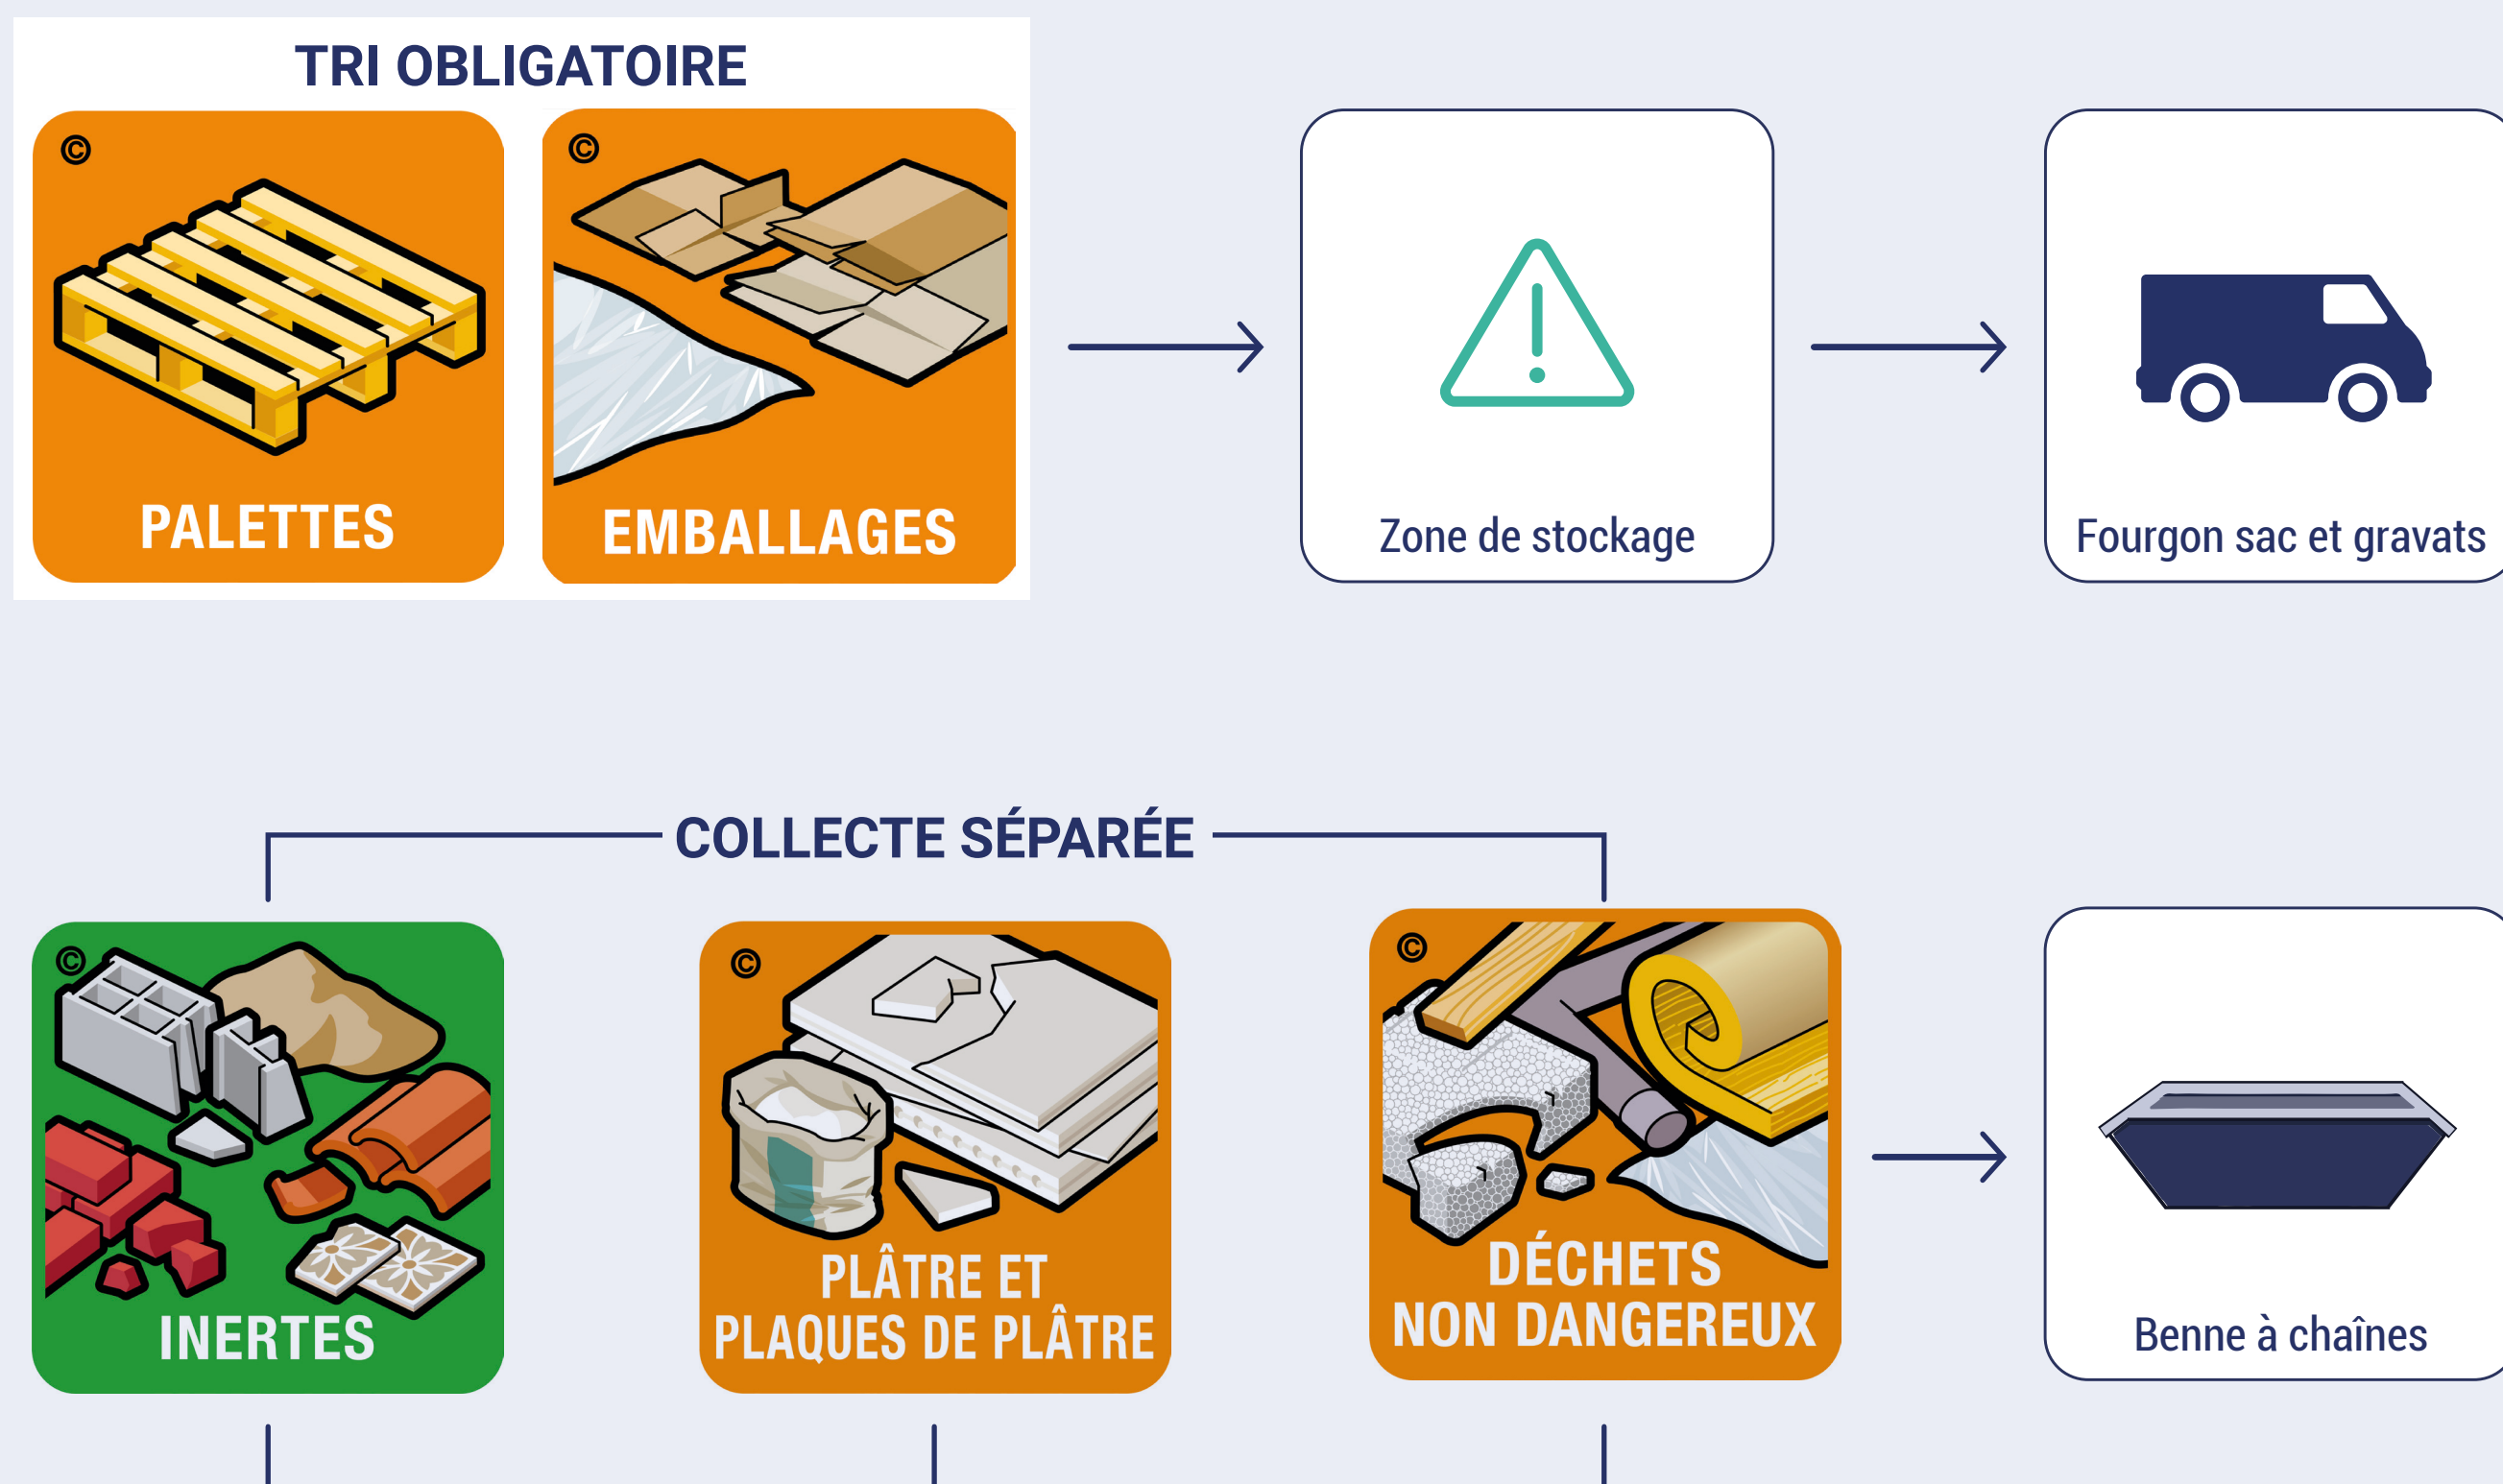 TRI OBLIGATOIRE
©
©
PALETTES
EMBALLAGES
Zone de stockage
Fourgon sac et gravats
COLLECTE SÉPARÉE
©
©
©
INERTES
PLÂTRE ET
PLAQUES DE PLÂTRE
DÉCHETS
NON DANGEREUX
Benne à chaînes